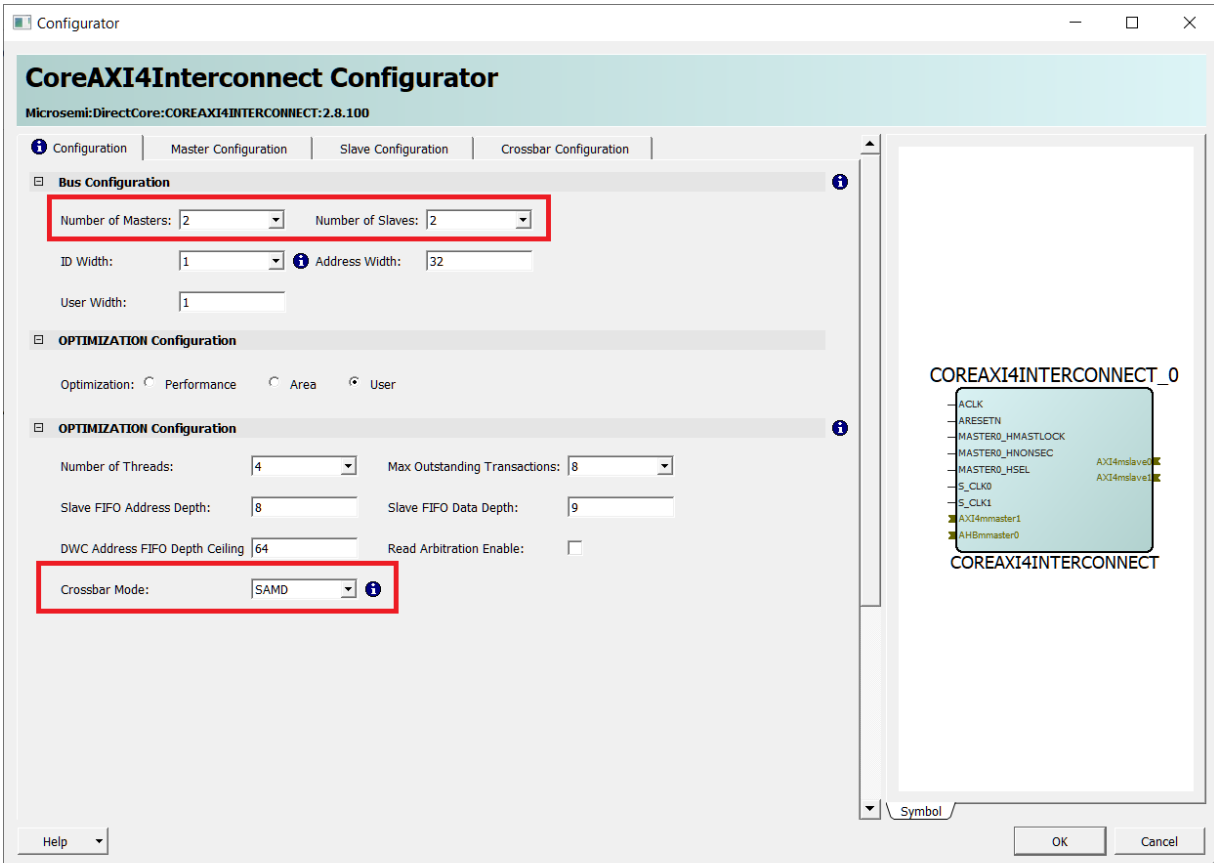 Configurator
CoreAXI4Interconnect Configurator
Microsemi:DirectCore:COREAXI4INTERCONNECT:2.8.100
Configuration Master Configuration Slave Configuration Crossbar Configuration
Bus Configuration
Number of Masters: 2 Number of Slaves: 2
ID Width: 1 Address Width: 32
User Width: 1
OPTIMIZATION Configuration
Optimization: Performance Area User
OPTIMIZATION Configuration
Number of Threads: 4 Max Outstanding Transactions: 8
Slave FIFO Address Depth: 8 Slave FIFO Data Depth: 9
DWC Address FIFO Depth Ceiling 64 Read Arbitration Enable:
Crossbar Mode: SAMD
COREAXI4INTERCONNECT_0
ACLK
ARESETN
MASTER0_HMASTLOCK
MASTER0_HNONSEC
MASTER0_HSEL
S_CLK0
S_CLK1
AXI4mmaster1
AHBmmaster0
AXI4mslave0
AXI4mslave1
COREAXI4INTERCONNECT
Symbol
Help OK Cancel